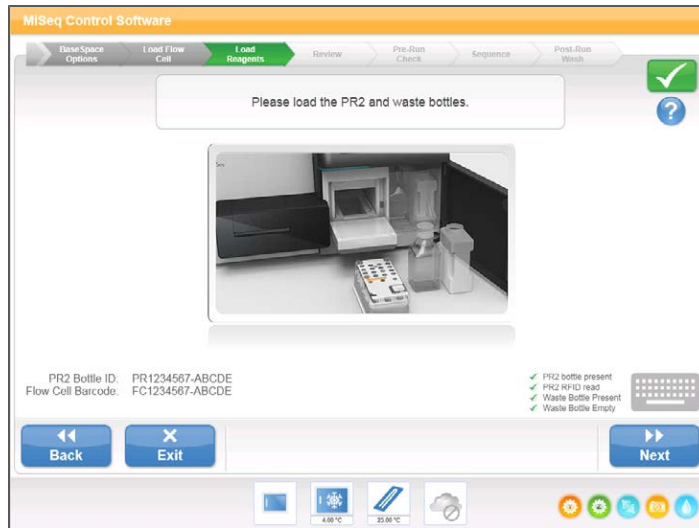 MiSeq Control Software
BaseSpace Options
Load Flow Cell
Load Reagents
Review
Pre-Run Check
Sequence
Post-Run Wash
Please load the PR2 and waste bottles.
?
PR2 Bottle ID: PR1234567-ABCDE
Flow Cell Barcode: FC1234567-ABCDE
PR2 bottle present
PR2 RFID read
Waste Bottle Present
Waste Bottle Empty
Back
Exit
Next
4.00 °C
25.00 °C